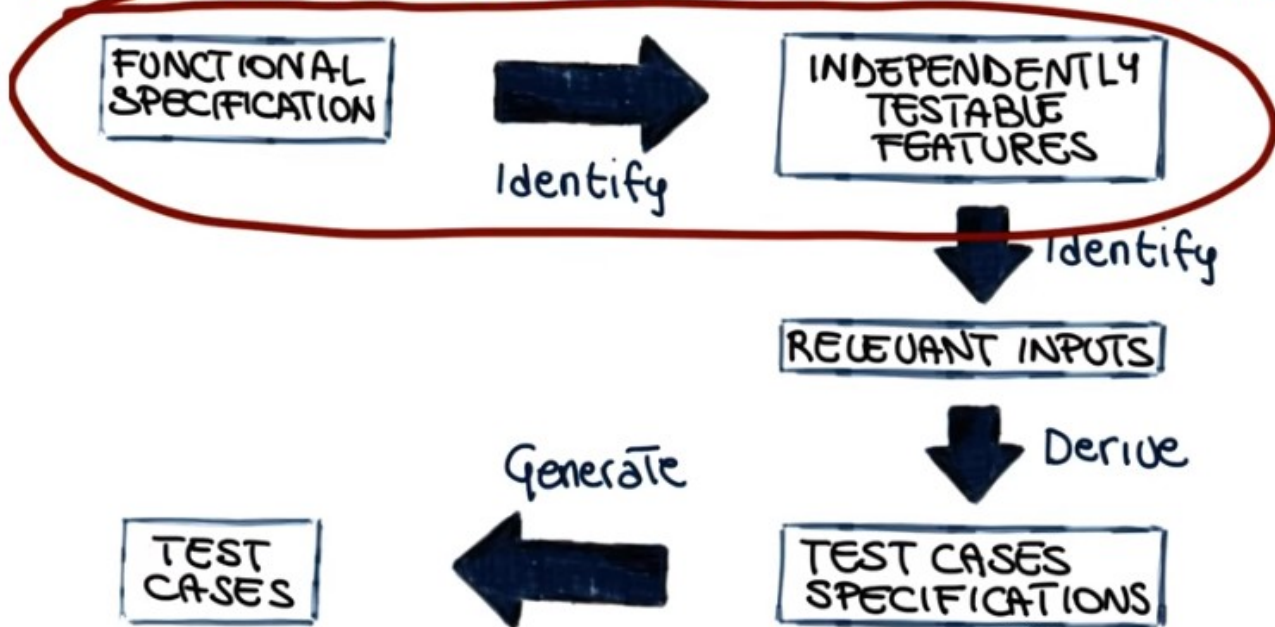 FUNCTIONAL
SPECIFICATION
Identify
INDEPENDENTLY
TESTABLE
FEATURES
Identify
RELEVANT INPUTS
Derive
TEST CASES
SPECIFICATIONS
Generate
TEST
CASES